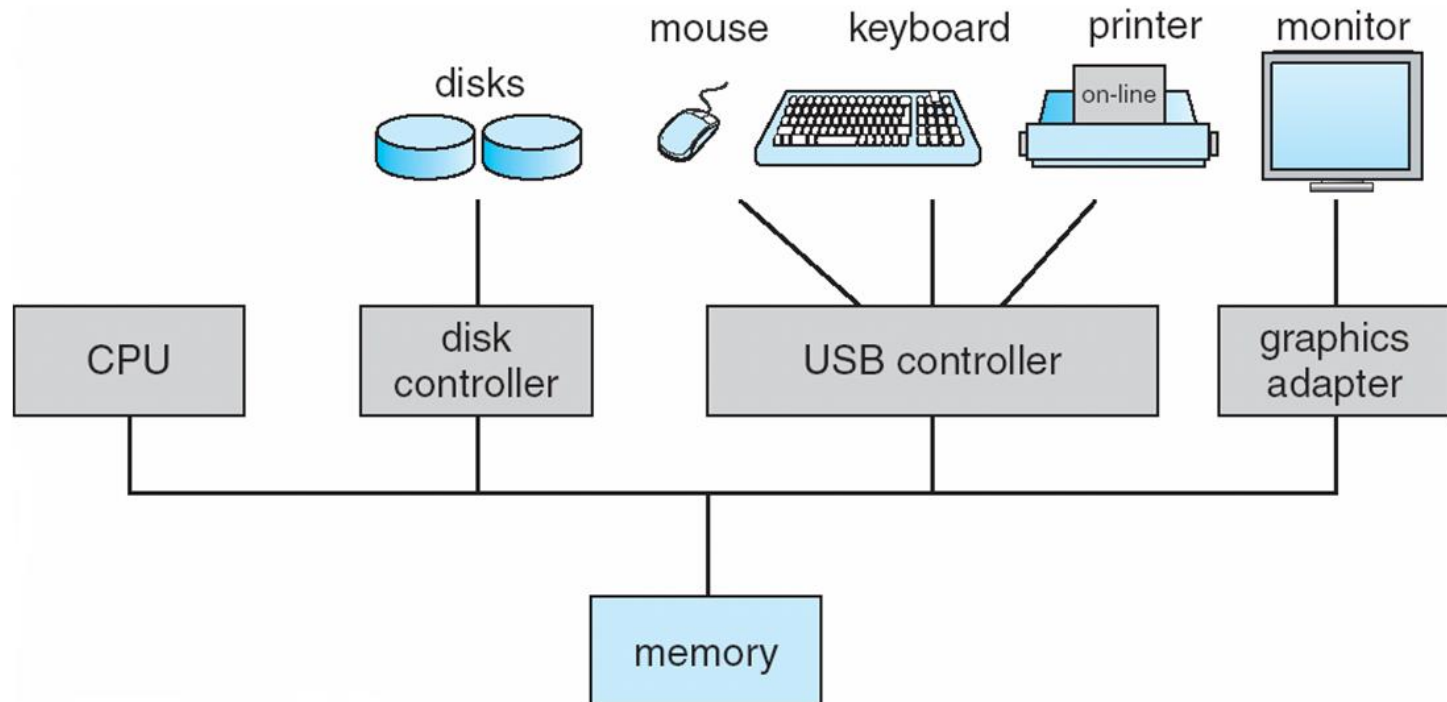 mouse
keyboard
printer
monitor
disks
on-line
CPU
disk
controller
USB controller
graphics
adapter
memory